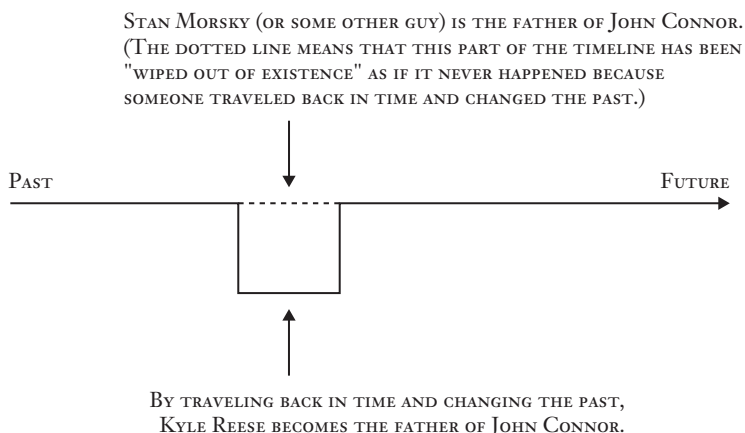 Stan Morsky (or some other guy) is the father of John Connor.
(The dotted line means that this part of the timeline has been
"wiped out of existence" as if it never happened because
someone traveled back in time and changed the past.)
Past
Future
By traveling back in time and changing the past,
Kyle Reese becomes the father of John Connor.